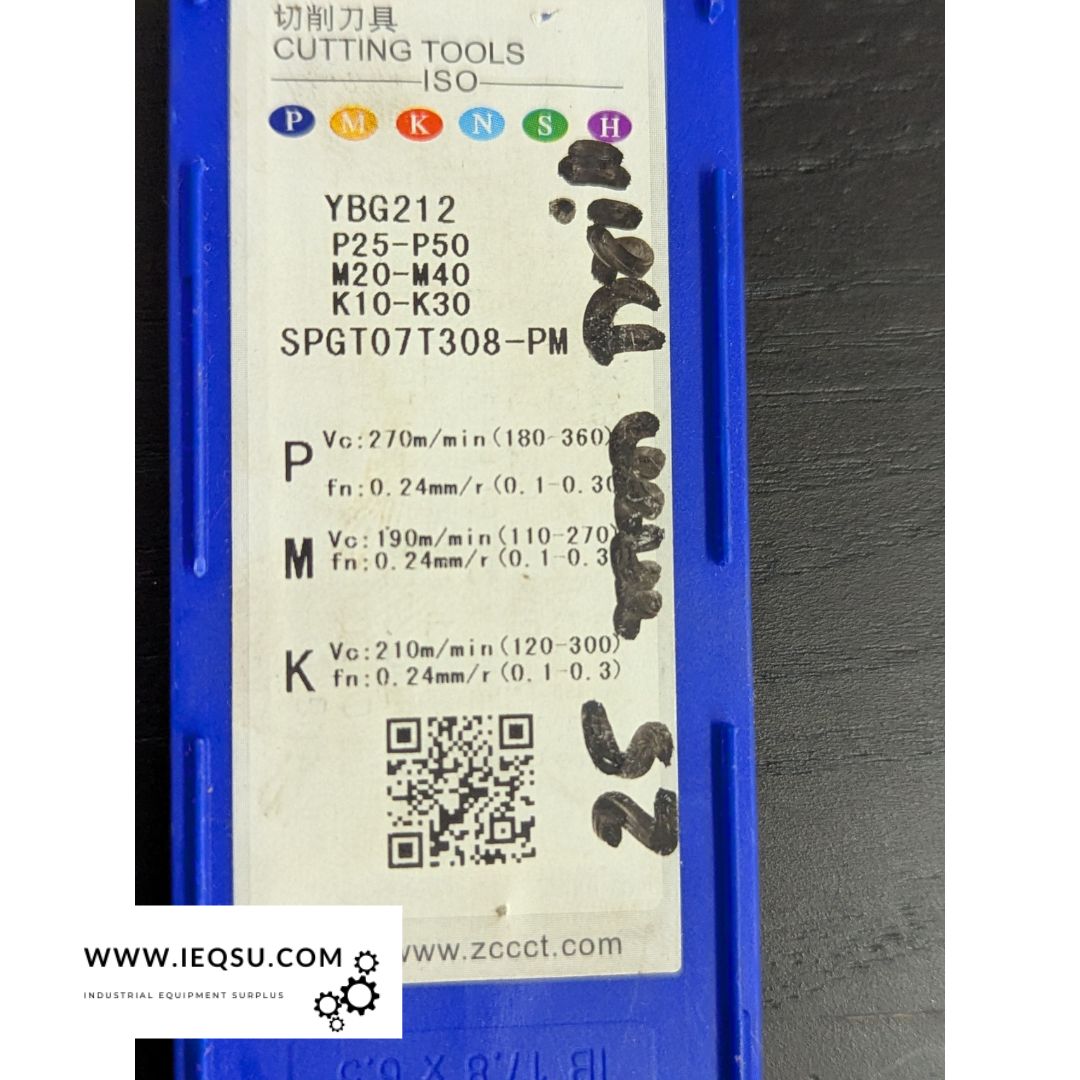 切削刀具
CUTTING TOOLS
ISO
P M K N S H
YBG212
P25-P50
M20-M40
K10-K30
SPGT07T308-PM
P
Vc:270m/min(180-360)
fn:0.24mm/r(0.1-0.30
M
Vc:190m/min(110-270)
fn:0.24mm/r(0.1-0.3
K
Vc:210m/min(120-300)
fn:0.24mm/r(0.1-0.3)
www.zccct.com
WWW.IEQSU.COM
INDUSTRIAL EQUIPMENT SURPLUS